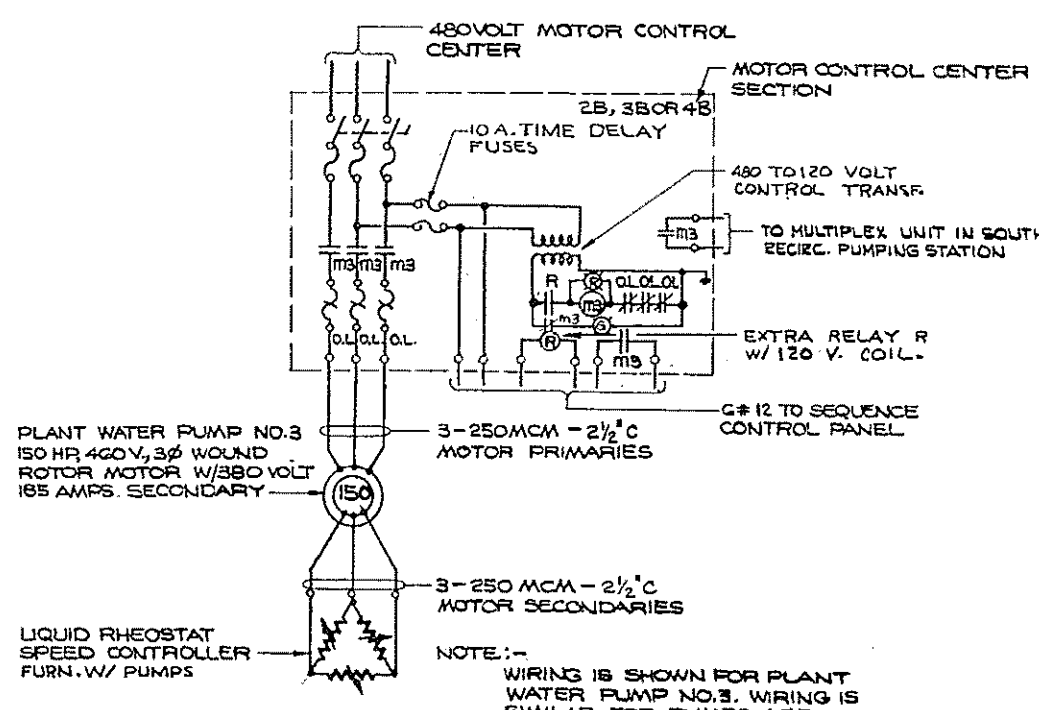 480VOLT MOTOR CONTROL
CENTER
MOTOR CONTROL CENTER
SECTION
2B, 3B OR 4B
10 A. TIME DELAY
FUSES
480 TO 120 VOLT
CONTROL TRANSF.
m3
TO MULTIPLEX UNIT IN SOUTH
RECIRC. PUMPING STATION
m3 m3 m3
R
R
O.L. O.L. O.L.
m3
m3
G
R
m3
EXTRA RELAY R
W/ 120 V. COIL.
O.L. O.L. O.L.
6#12 TO SEQUENCE
CONTROL PANEL
PLANT WATER PUMP NO.3
150 HP, 460V., 3Ø WOUND
ROTOR MOTOR W/380 VOLT
185 AMPS. SECONDARY
3-250MCM - 2½"C
MOTOR PRIMARIES
150
3-250 MCM - 2½"C
MOTOR SECONDARIES
LIQUID RHEOSTAT
SPEED CONTROLLER
FURN. W/ PUMPS
NOTE:-
WIRING IS SHOWN FOR PLANT
WATER PUMP NO.3. WIRING IS